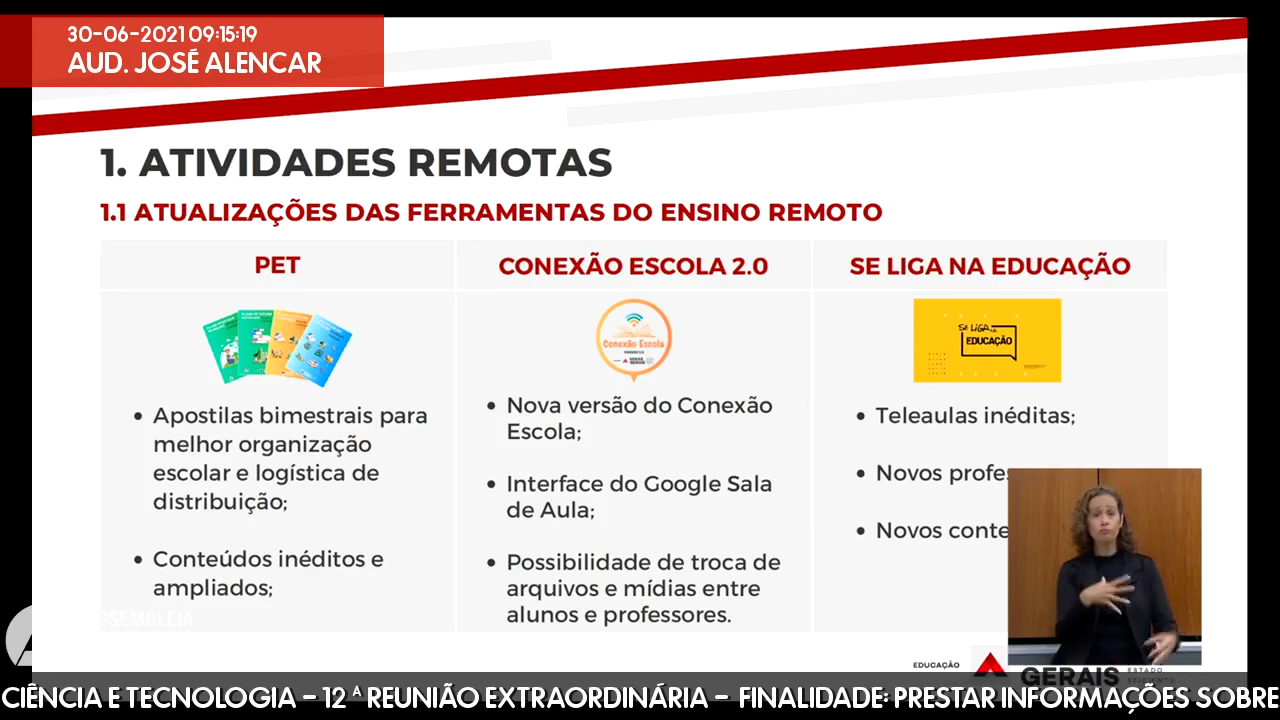 30-06-2021 09:15:19
AUD. JOSÉ ALENCAR
1. ATIVIDADES REMOTAS
1.1 ATUALIZAÇÕES DAS FERRAMENTAS DO ENSINO REMOTO
PET
CONEXÃO ESCOLA 2.0
SE LIGA NA EDUCAÇÃO
Conexão Escola
SE LIGA NA
EDUCAÇÃO
• Apostilas bimestrais para
melhor organização
escolar e logística de
distribuição;
• Conteúdos inéditos e
ampliados;
• Nova versão do Conexão
Escola;
• Interface do Google Sala
de Aula;
• Possibilidade de troca de
arquivos e mídias entre
alunos e professores.
• Teleaulas inéditas;
• Novos
• Novos
EDUCAÇÃO
GERAIS
ESTADO
CIÊNCIA E TECNOLOGIA – 12ª REUNIÃO EXTRAORDINÁRIA – FINALIDADE: PRESTAR INFORMAÇÕES SOBRE